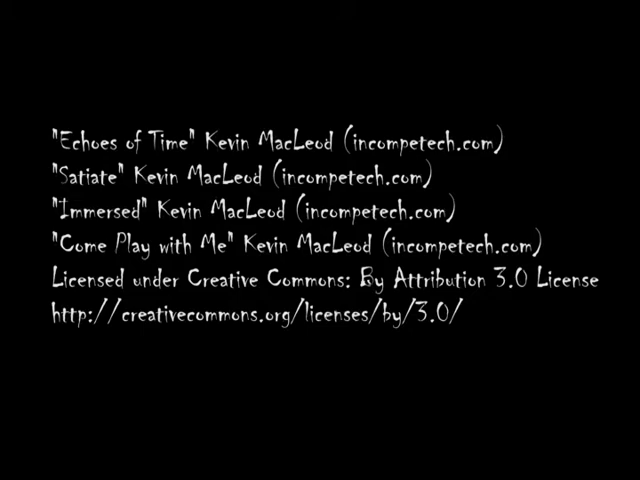 "Echoes of Time" Kevin MacLeod (incompetech.com)
"Satiate" Kevin MacLeod (incompetech.com)
"Immersed" Kevin MacLeod (incompetech.com)
"Come Play with Me" Kevin MacLeod (incompetech.com)
Licensed under Creative Commons: By Attribution 3.0 License
http://creativecommons.org/licenses/by/3.0/